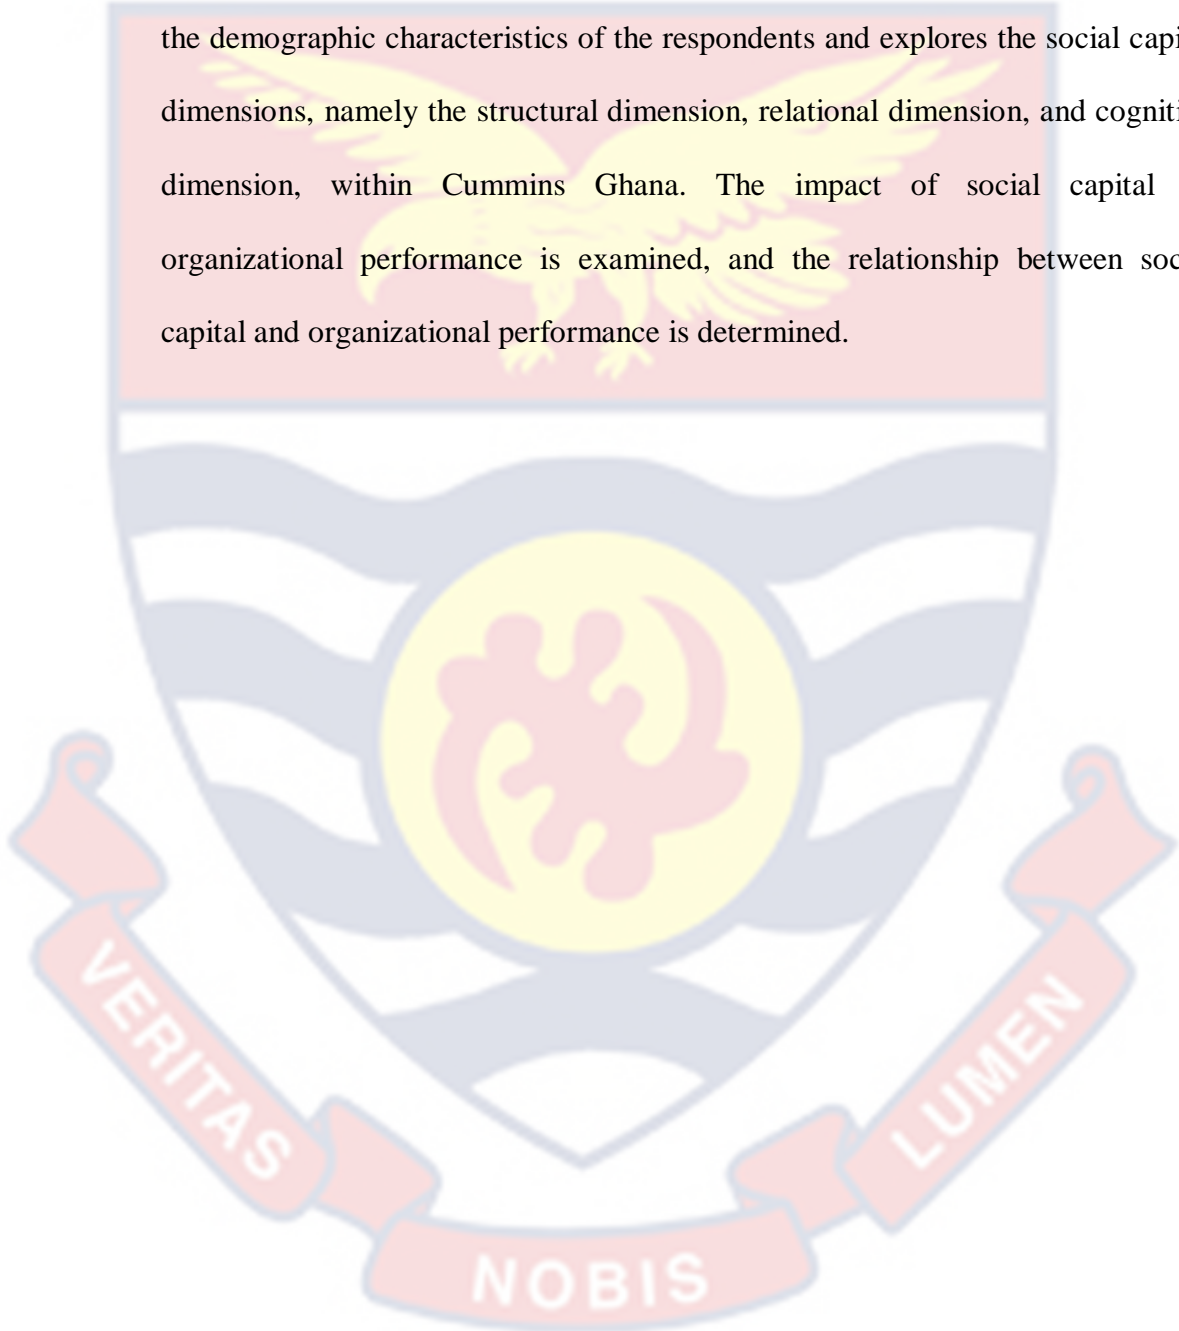 the demographic characteristics of the respondents and explores the social capi
dimensions, namely the structural dimension, relational dimension, and cogniti
dimension, within Cummins Ghana. The impact of social capital
organizational performance is examined, and the relationship between soc
capital and organizational performance is determined.
VERITAS
NOBIS
LUMEN